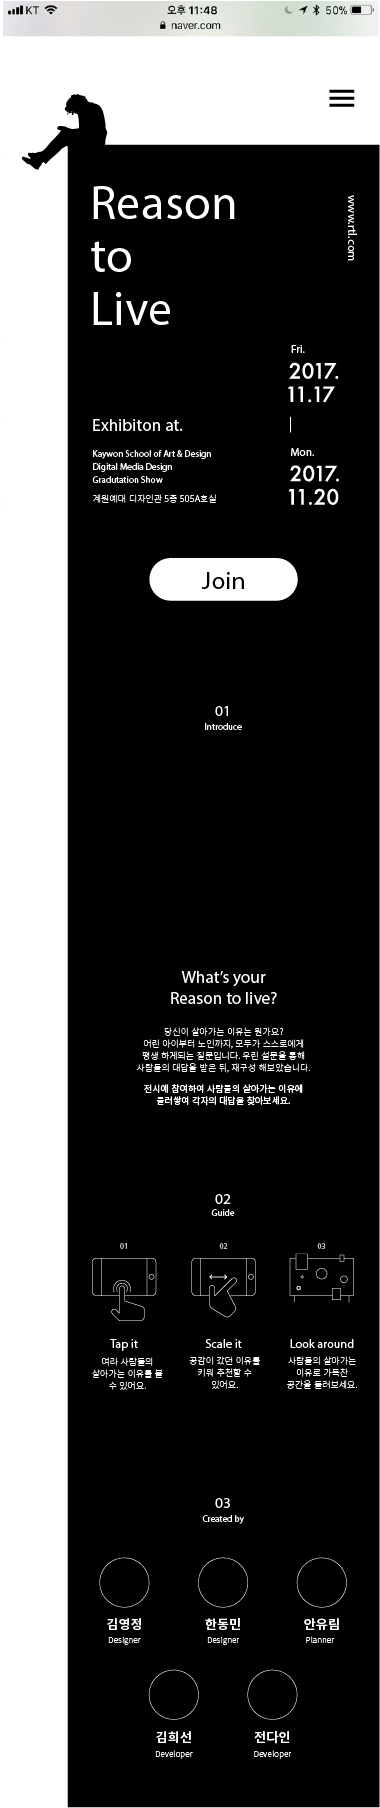 KT 오후 11:48 50%
naver.com
Reason
to
Live
www.rtl.com
Fri.
2017.
11.17
Mon.
2017.
11.20
Exhibiton at.
Kaywon School of Art & Design
Digital Media Design
Gradutation Show
계원예대 디자인관 5층 505A호실
Join
01
Introduce
What's your
Reason to live?
당신이 살아가는 이유는 뭔가요?
어린 아이부터 노인까지, 모두가 스스로에게
평생 하게되는 질문입니다. 우린 설문을 통해
사람들의 대답을 받은 뒤, 재구성 해보았습니다.
전시에 참여하여 사람들의 살아가는 이유에
둘러쌓여 각자의 대답을 찾아보세요.
02
Guide
01
Tap it
여러 사람들의
살아가는 이유를 볼
수 있어요.
02
Scale it
공감이 갔던 이유를
키워 추천할 수
있어요.
03
Look around
사람들의 살아가는
이유로 가득찬
공간을 둘러보세요.
03
Created by
김영정
Designer
한동민
Designer
안유림
Planner
김희선
Developer
전다인
Developer